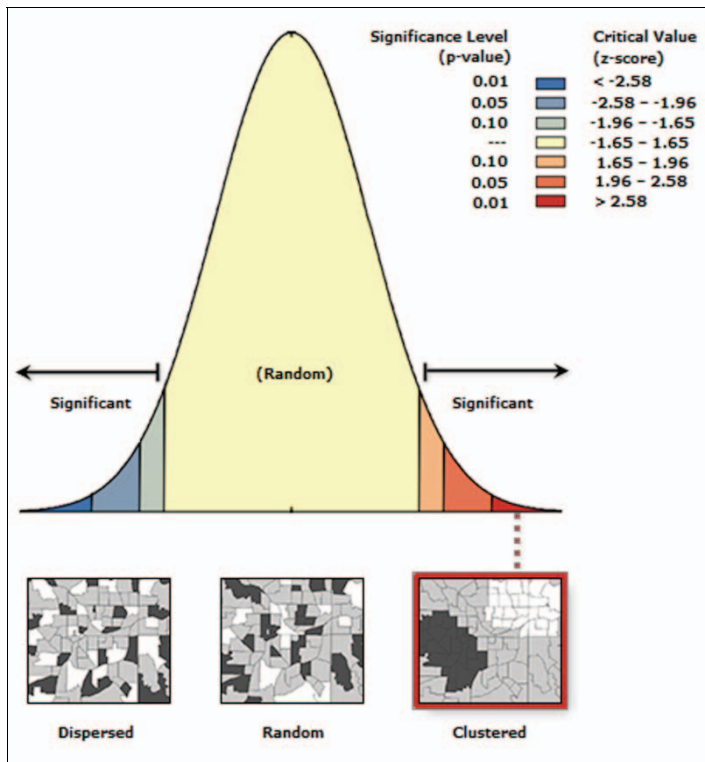 Significance Level Critical Value
(p-value) (z-score)
0.01 < -2.58
0.05 -2.58 – -1.96
0.10 -1.96 – -1.65
--- -1.65 – 1.65
0.10 1.65 – 1.96
0.05 1.96 – 2.58
0.01 > 2.58
(Random)
Significant Significant
Dispersed Random Clustered